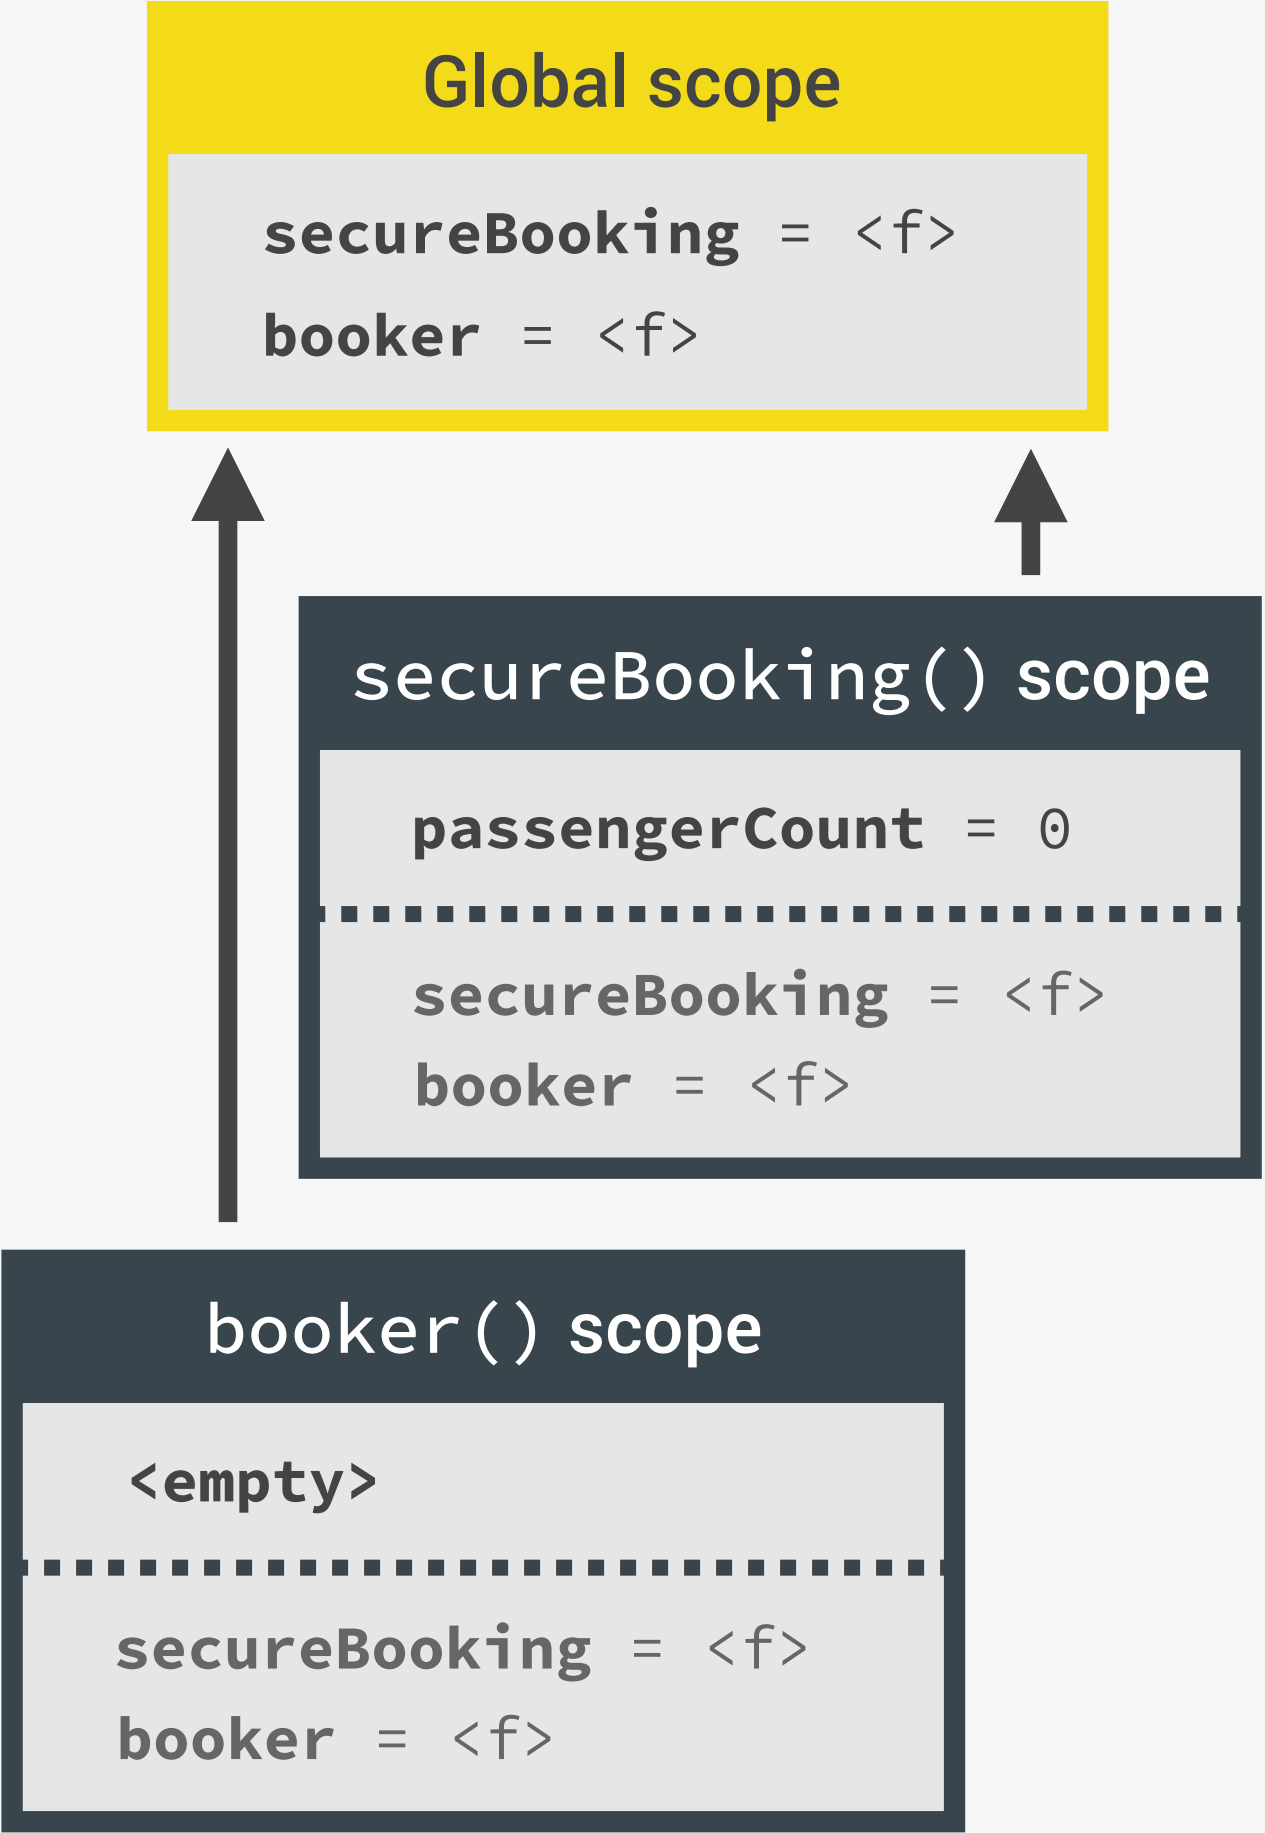 Global scope
secureBooking = <f>
booker = <f>
secureBooking() scope
passengerCount = 0
secureBooking = <f>
booker = <f>
booker() scope
<empty>
secureBooking = <f>
booker = <f>